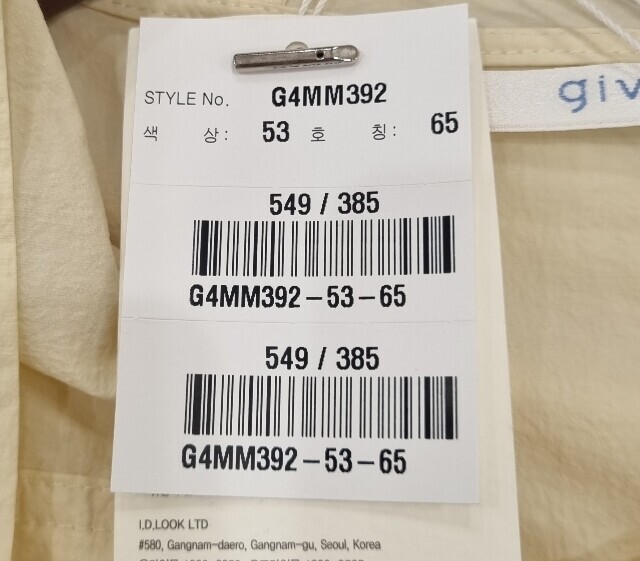 STYLE No. G4MM392
색 상: 53 호 칭: 65
giv
549 / 385
G4MM392-53-65
549 / 385
G4MM392-53-65
I.D.LOOK LTD
#580, Gangnam-daero, Gangnam-gu, Seoul, Korea